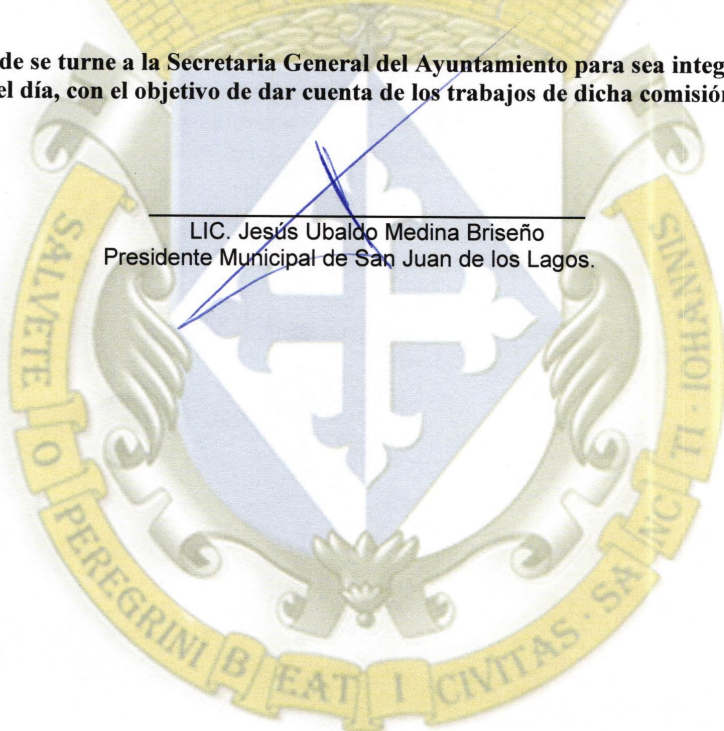 de se turne a la Secretaria General del Ayuntamiento para sea integ
el día, con el objetivo de dar cuenta de los trabajos de dicha comisión
LIC. Jesús Ubaldo Medina Briseño
Presidente Municipal de San Juan de los Lagos.
SALVETE O PEREGRINI BEATI CIVITAS · SANCTI · IOHANNIS